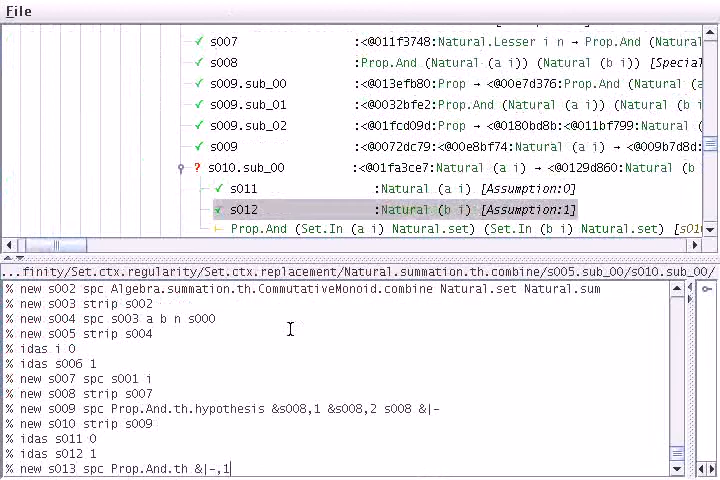 File
s007 :<@011f3748:Natural.Lesser i n → Prop.And (Natural
s008 :Prop.And (Natural (a i)) (Natural (b i)) [Special
s009.sub_00 :<@013efb80:Prop → <@00e7d376:Prop.And (Natural
s009.sub_01 :<@0032bfe2:Prop.And (Natural (a i)) (Natural (b i
s009.sub_02 :<@01fcd09d:Prop → <@0180bd8b:<@011bf799:Natural
s009 :<@0072dc79:<@00e8bf74:Natural (a i) → <@009b7d8d:
? s010.sub_00 :<@01fa3ce7:Natural (a i) → <@0129d860:Natural (b
s011 :Natural (a i) [Assumption:0]
s012 :Natural (b i) [Assumption:1]
Prop.And (Set.In (a i) Natural.set) (Set.In (b i) Natural.set) [s01
...finity/Set.ctx.regularity/Set.ctx.replacement/Natural.summation.th.combine/s005.sub_00/s010.sub_00/
% new s002 spc Algebra.summation.th.CommutativeMonoid.combine Natural.set Natural.sum
% new s003 strip s002
% new s004 spc s003 a b n s000
% new s005 strip s004
% idas i 0
% idas s006 1
% new s007 spc s001 i
% new s008 strip s007
% new s009 spc Prop.And.th.hypothesis &s008,1 &s008,2 s008 &|-
% new s010 strip s009
% idas s011 0
% idas s012 1
% new s013 spc Prop.And.th &|-,1